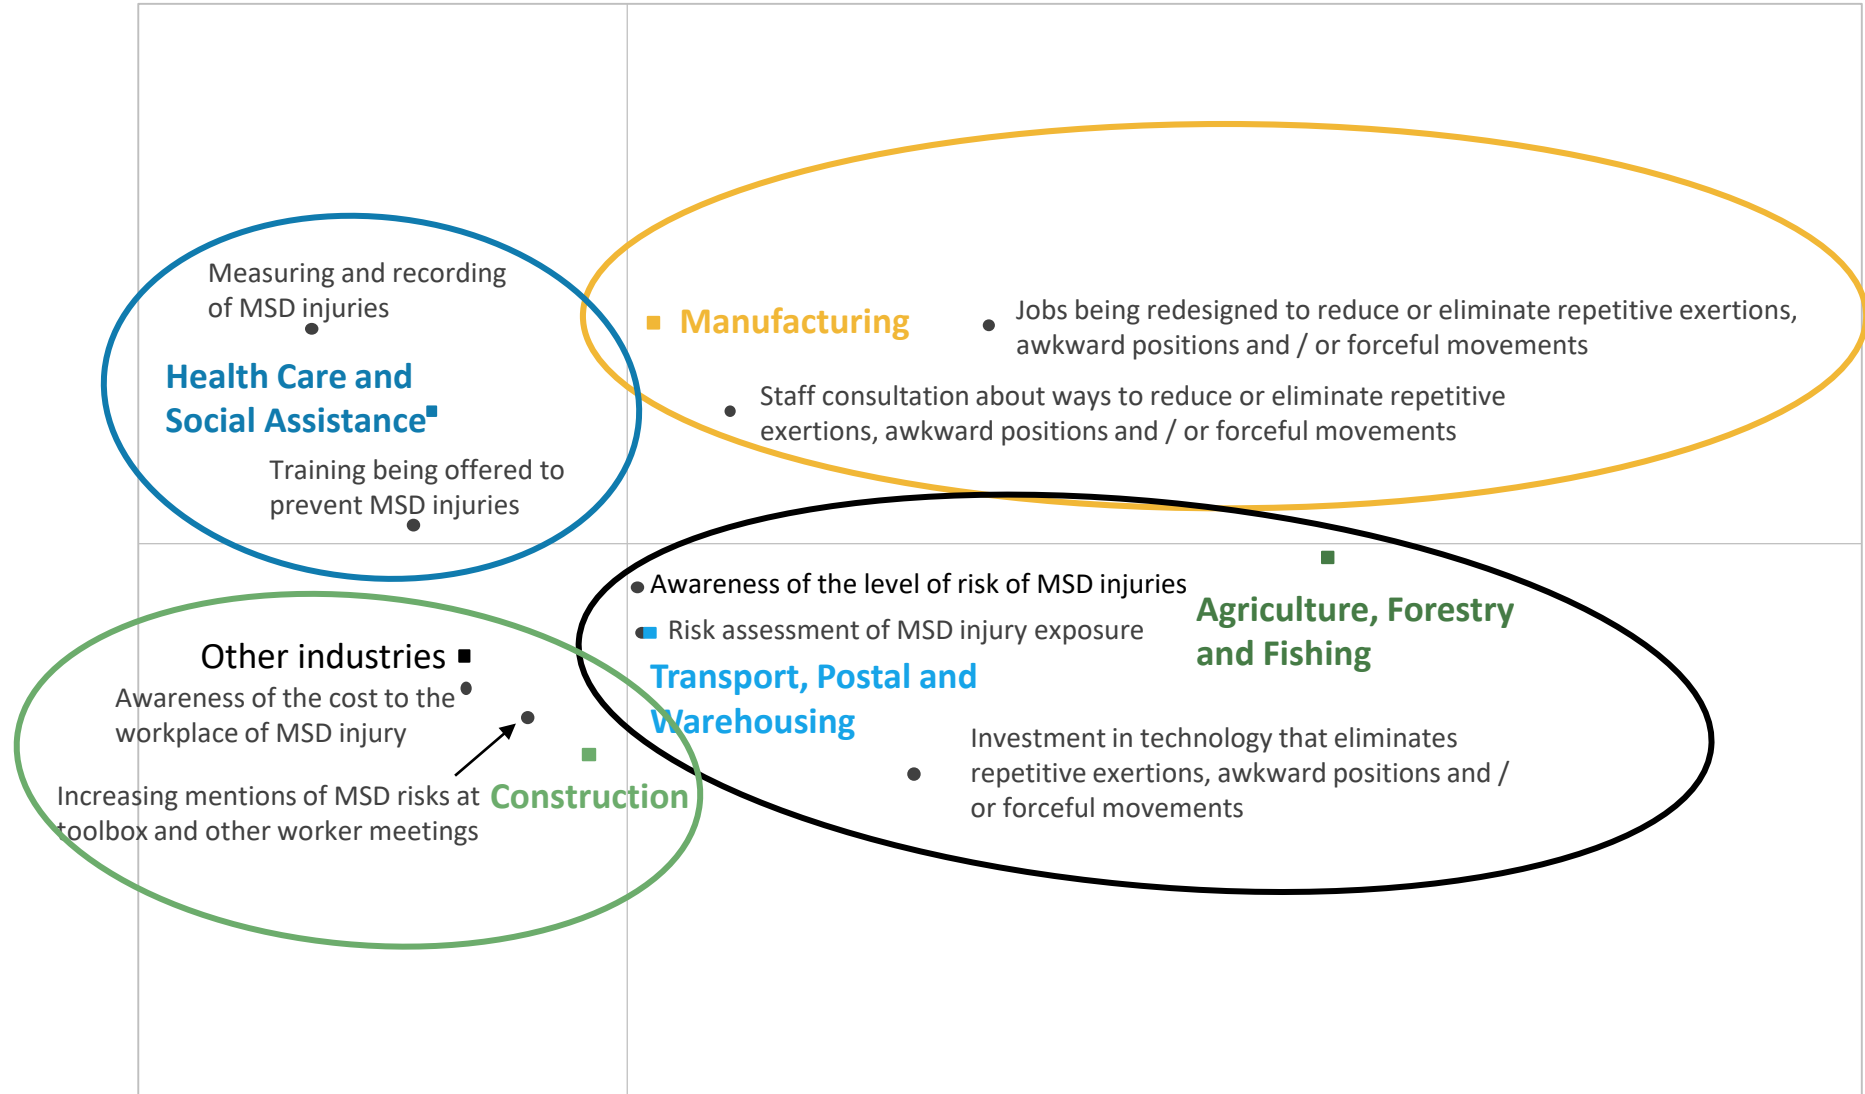 Measuring and recording
of MSD injuries
Health Care and
Social Assistance
Training being offered to
prevent MSD injuries
Manufacturing
Jobs being redesigned to reduce or eliminate repetitive exertions,
awkward positions and / or forceful movements
Staff consultation about ways to reduce or eliminate repetitive
exertions, awkward positions and / or forceful movements
Awareness of the level of risk of MSD injuries
Risk assessment of MSD injury exposure
Transport, Postal and
Warehousing
Agriculture, Forestry
and Fishing
Investment in technology that eliminates
repetitive exertions, awkward positions and /
or forceful movements
Other industries
Awareness of the cost to the
workplace of MSD injury
Increasing mentions of MSD risks at
toolbox and other worker meetings
Construction